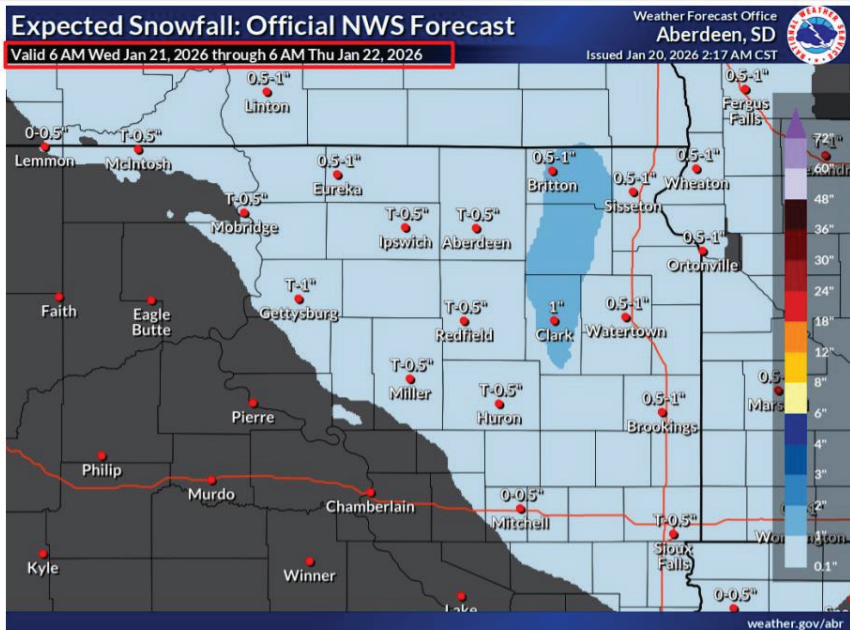 Expected Snowfall: Official NWS Forecast
Valid 6 AM Wed Jan 21, 2026 through 6 AM Thu Jan 22, 2026
Weather Forecast Office
Aberdeen, SD
Issued Jan 20, 2026 2:17 AM CST
NATIONAL WEATHER SERVICE
0.5-1"
Linton
0.5-1"
Fergus
Falls
0-0.5"
Lemmon
T-0.5"
McIntosh
0.5-1"
Eureka
0.5-1"
Britton
0.5-1"
Sisseton
0.5-1"
Wheaton
T-0.5"
Mobridge
T-0.5"
Ipswich
T-0.5"
Aberdeen
0.5-1"
Ortonville
Faith
Eagle
Butte
T-1"
Gettysburg
T-0.5"
Redfield
1"
Clark
0.5-1"
Watertown
T-0.5"
Miller
T-0.5"
Huron
0.5-1"
Brookings
Pierre
Philip
Murdo
Chamberlain
0-0.5"
Mitchell
T-0.5"
Sioux
Falls
Kyle
Winner
Lake
0-0.5"
72"
60"
48"
36"
30"
24"
18"
12"
8"
6"
4"
3"
2"
1"
0.1"
weather.gov/abr